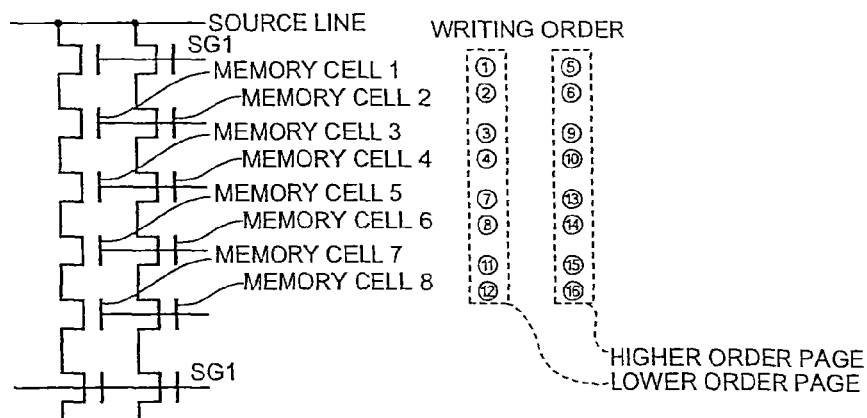 SOURCE LINE
WRITING ORDER
SG1
① ⑤
MEMORY CELL 1
② ⑥
MEMORY CELL 2
MEMORY CELL 3
③ ⑨
MEMORY CELL 4
④ ⑩
MEMORY CELL 5
⑦ ⑬
MEMORY CELL 6
⑧ ⑭
MEMORY CELL 7
⑪ ⑮
MEMORY CELL 8
⑫ ⑯
HIGHER ORDER PAGE
SG1
LOWER ORDER PAGE